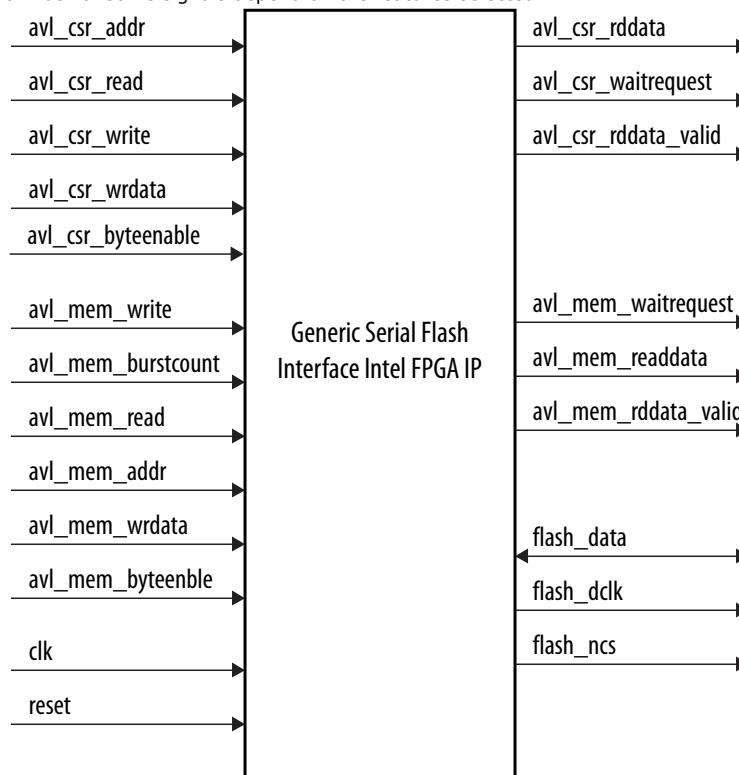 avl_csr_addr
avl_csr_read
avl_csr_write
avl_csr_wrdata
avl_csr_byteenable
avl_mem_write
avl_mem_burstcount
avl_mem_read
avl_mem_addr
avl_mem_wrdata
avl_mem_byteenble
clk
reset
Generic Serial Flash
Interface Intel FPGA IP
avl_csr_rddata
avl_csr_waitrequest
avl_csr_rddata_valid
avl_mem_waitrequest
avl_mem_readdata
avl_mem_rddata_valid
flash_data
flash_dclk
flash_ncs